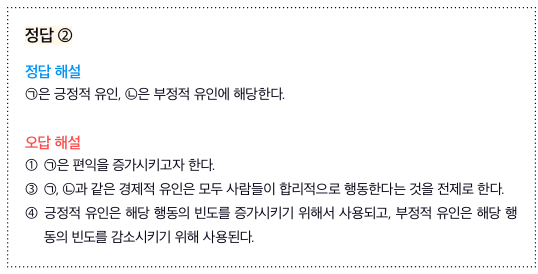 정답 ②
정답 해설
㉠은 긍정적 유인, ㉡은 부정적 유인에 해당한다.
오답 해설
① ㉠은 편익을 증가시키고자 한다.
③ ㉠, ㉡과 같은 경제적 유인은 모두 사람들이 합리적으로 행동한다는 것을 전제로 한다.
④ 긍정적 유인은 해당 행동의 빈도를 증가시키기 위해서 사용되고, 부정적 유인은 해당 행
동의 빈도를 감소시키기 위해 사용된다.